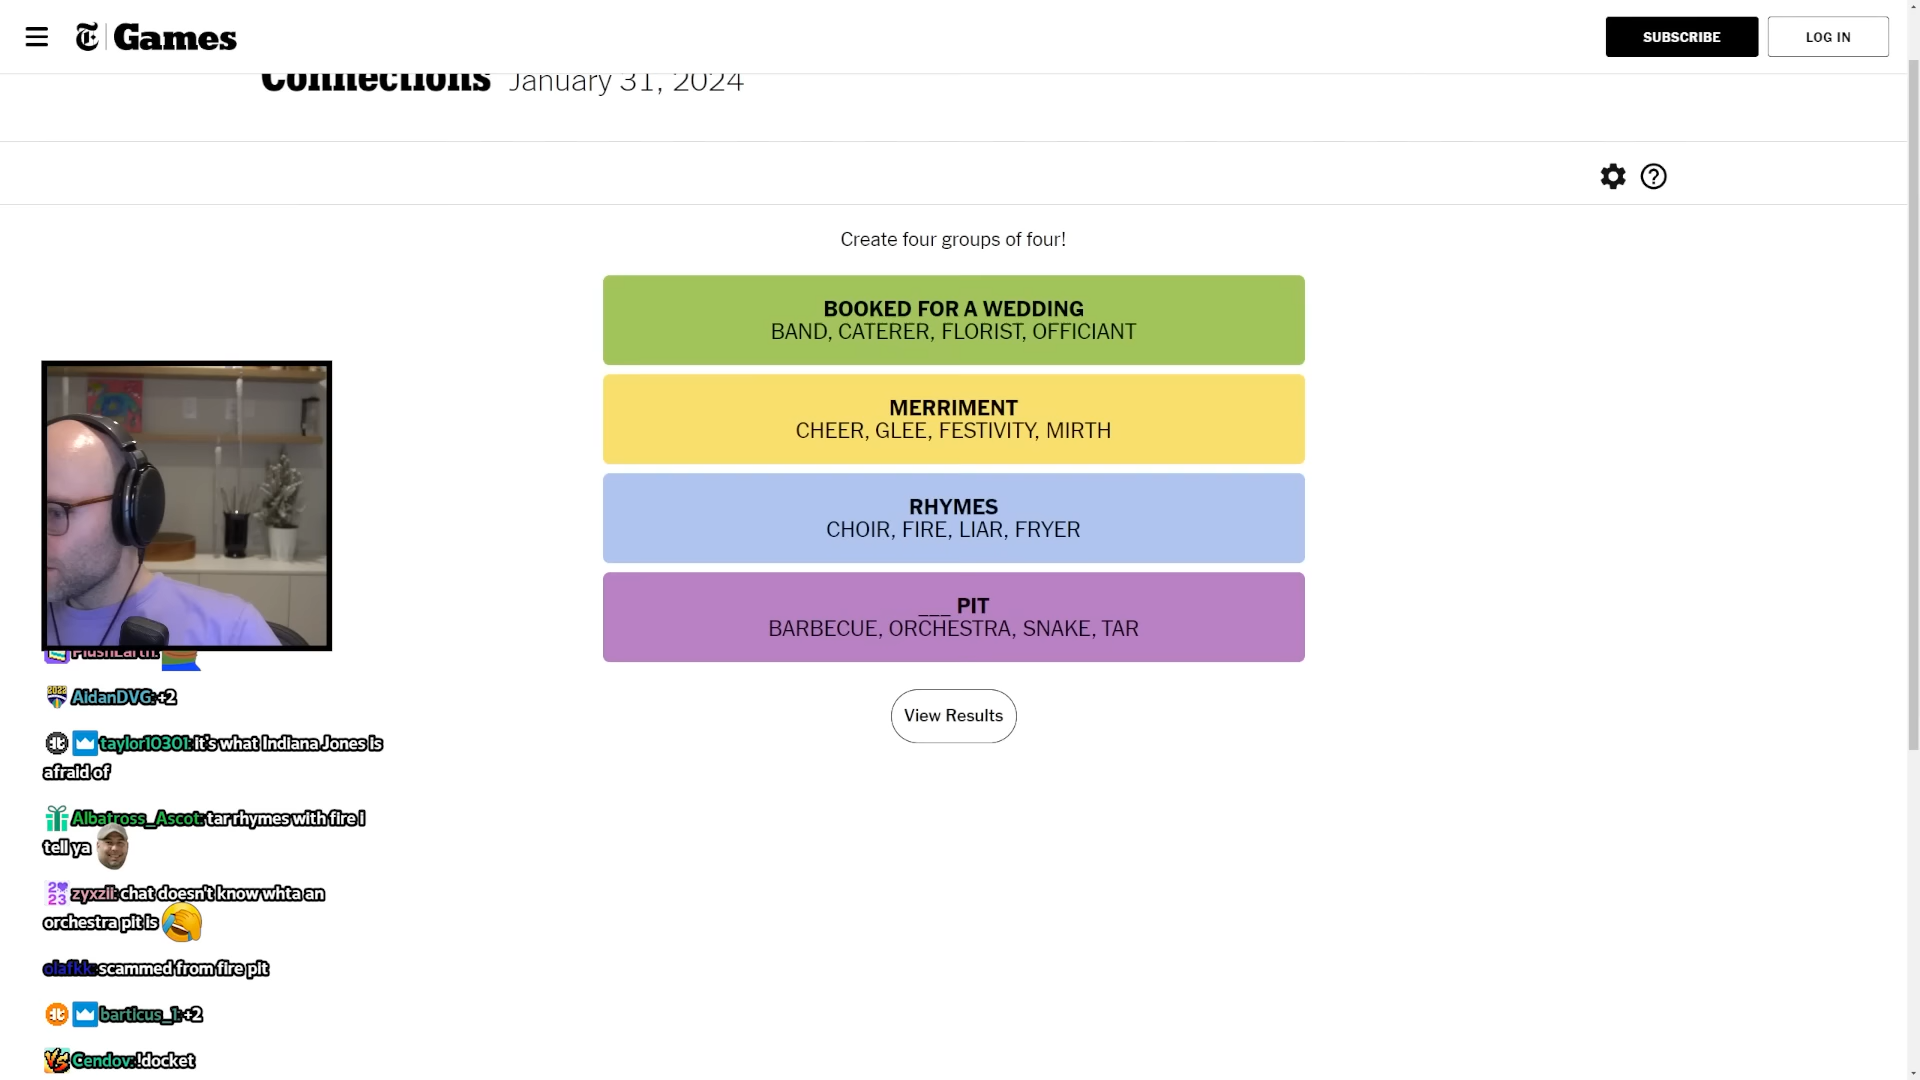 Games
SUBSCRIBE
LOG IN
Connections January 31, 2024
Create four groups of four!
BOOKED FOR A WEDDING
BAND, CATERER, FLORIST, OFFICIANT
MERRIMENT
CHEER, GLEE, FESTIVITY, MIRTH
RHYMES
CHOIR, FIRE, LIAR, FRYER
___ PIT
BARBECUE, ORCHESTRA, SNAKE, TAR
View Results
PlushEarth:
AidanDVG: +2
taylor10301: it's what Indiana Jones is
afraid of
Albatross_Ascot: tar rhymes with fire i
tell ya
zyxzil: chat doesn't know whta an
orchestra pit is
olafkk: scammed from fire pit
barticus_1: +2
Cendov: !docket